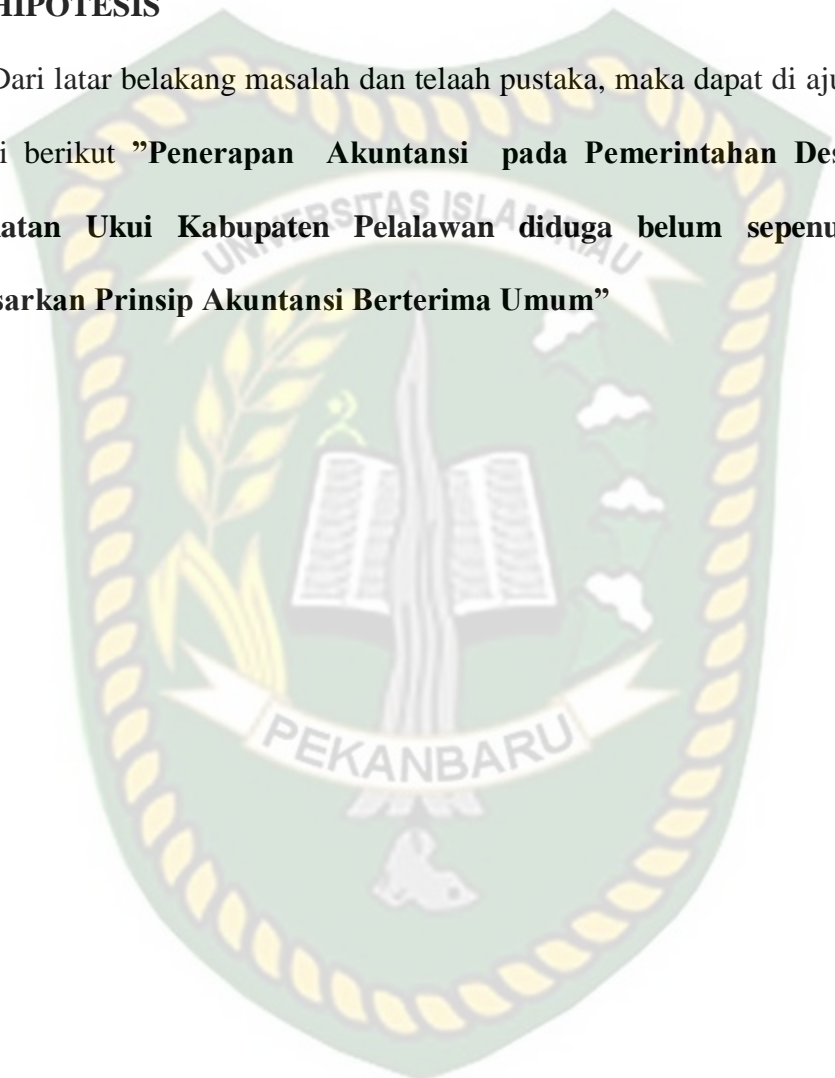 HIPOTESIS
Dari latar belakang masalah dan telaah pustaka, maka dapat di aju
i berikut ”Penerapan Akuntansi pada Pemerintahan Des
atan Ukui Kabupaten Pelalawan diduga belum sepenu
sarkan Prinsip Akuntansi Berterima Umum”
UNIVERSITAS ISLAM RIAU
PEKANBARU